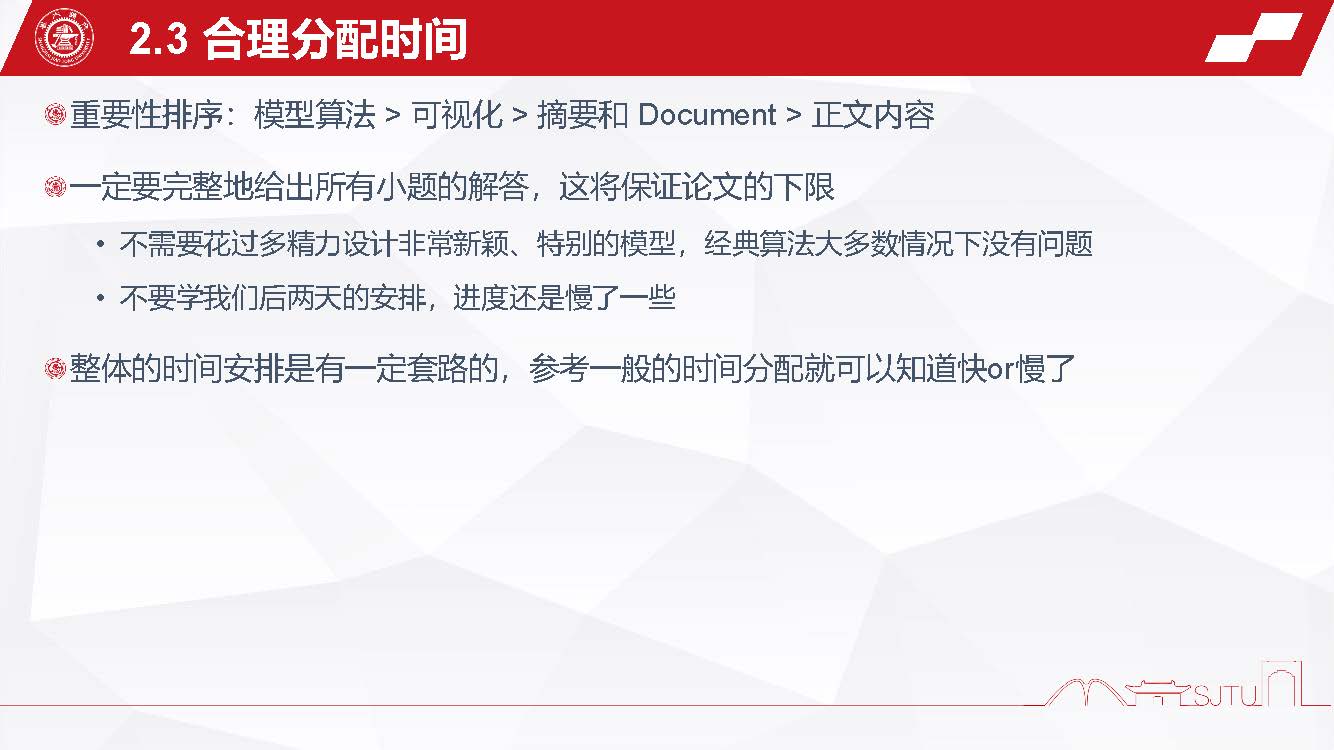 2.3 合理分配时间
重要性排序：模型算法 > 可视化 > 摘要和 Document > 正文内容
一定要完整地给出所有小题的解答，这将保证论文的下限
• 不需要花过多精力设计非常新颖、特别的模型，经典算法大多数情况下没有问题
• 不要学我们后两天的安排，进度还是慢了一些
整体的时间安排是有一定套路的，参考一般的时间分配就可以知道快or慢了
SJTU